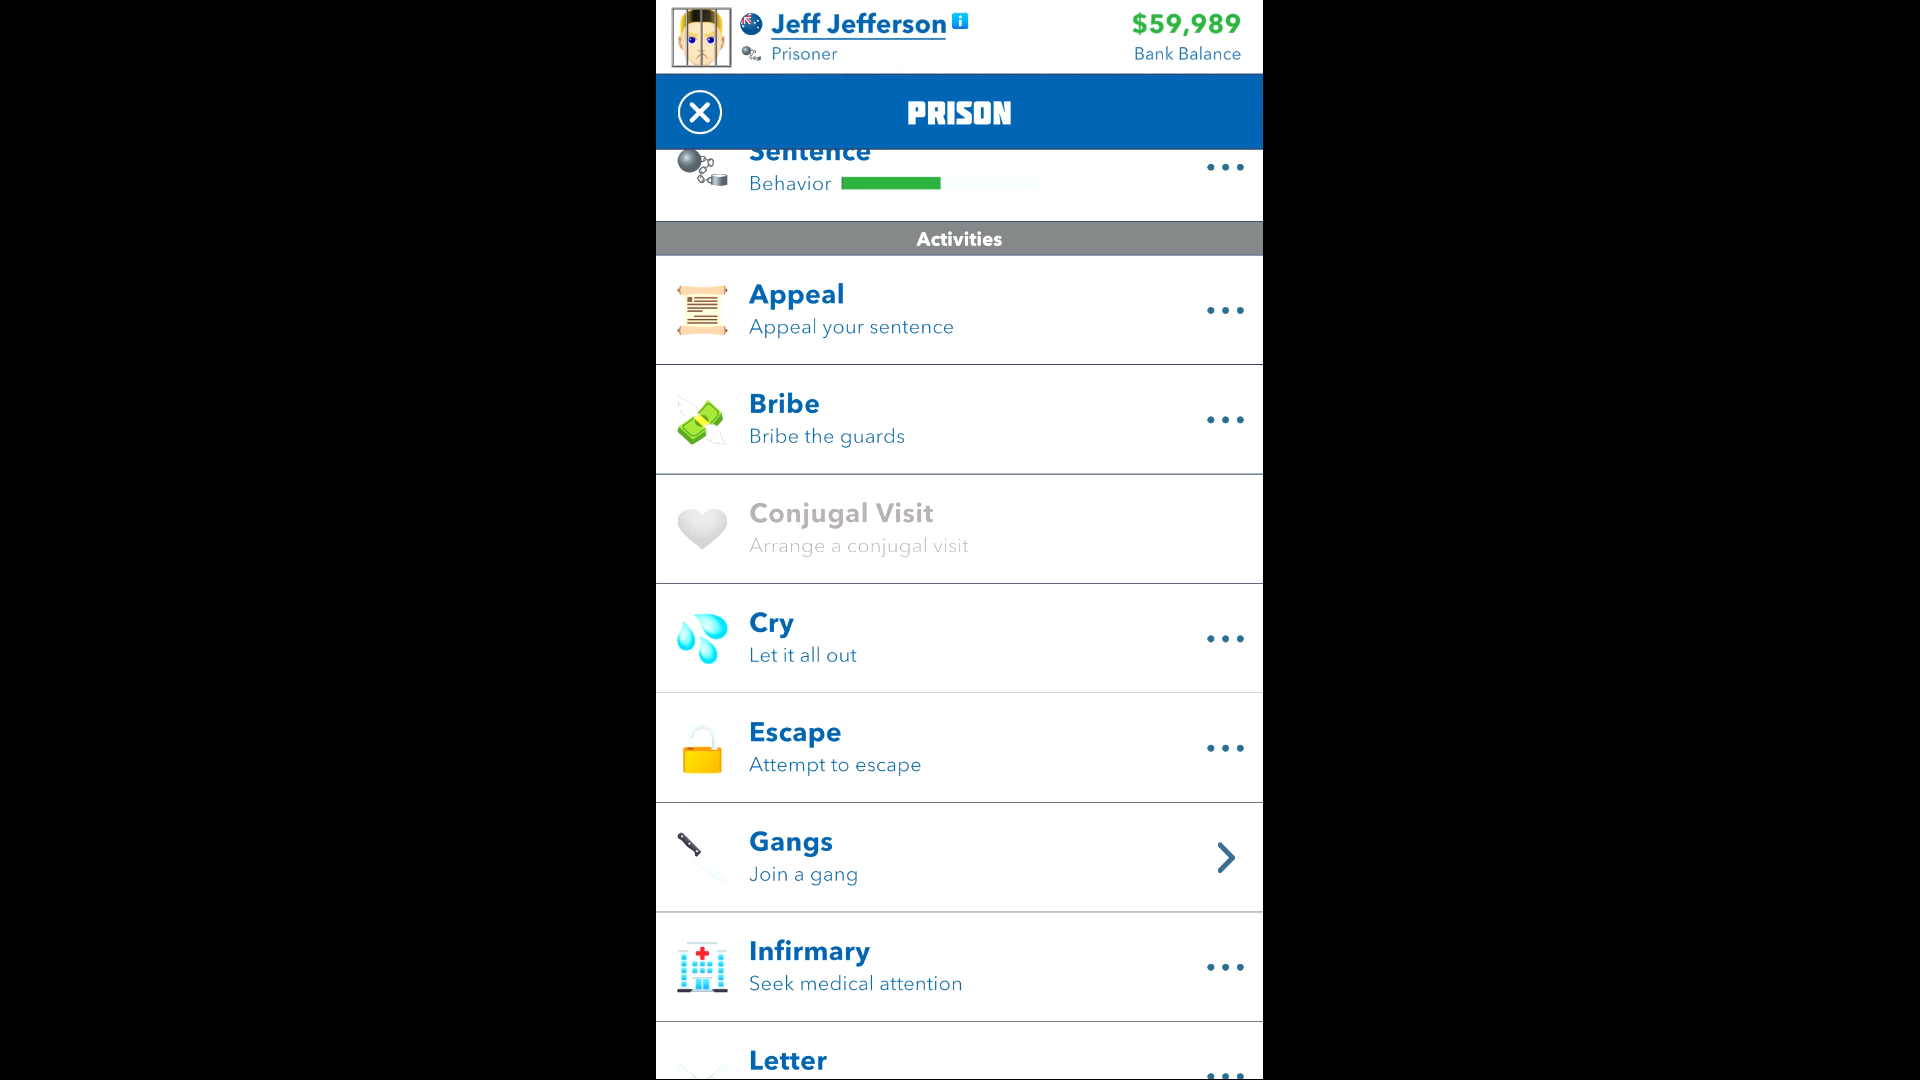 Jeff Jefferson
$59,989
Prisoner
Bank Balance
PRISON
Sentence
Behavior
Activities
Appeal
Appeal your sentence
Bribe
Bribe the guards
Conjugal Visit
Arrange a conjugal visit
Cry
Let it all out
Escape
Attempt to escape
Gangs
Join a gang
Infirmary
Seek medical attention
Letter